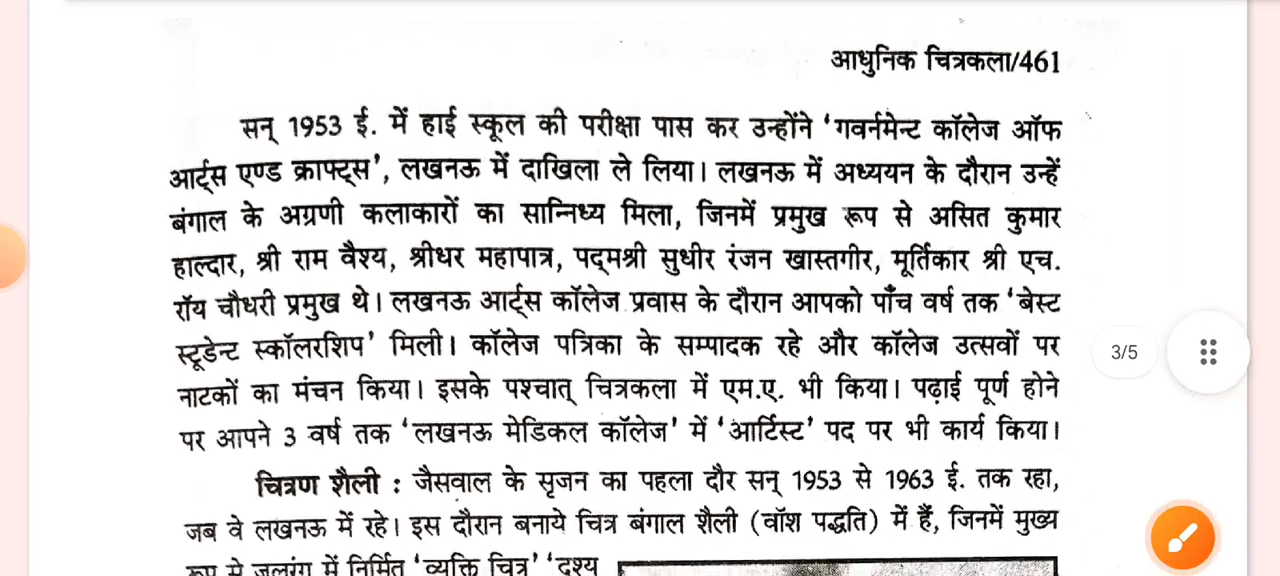 आधुनिक चित्रकला/461
सन् 1953 ई. में हाई स्कूल की परीक्षा पास कर उन्होंने ‘गवर्नमेन्ट कॉलेज ऑफ
आर्ट्स एण्ड क्राफ्ट्स’, लखनऊ में दाखिला ले लिया। लखनऊ में अध्ययन के दौरान उन्हें
बंगाल के अग्रणी कलाकारों का सान्निध्य मिला, जिनमें प्रमुख रूप से असित कुमार
हाल्दार, श्री राम वैश्य, श्रीधर महापात्र, पद्मश्री सुधीर रंजन खास्तगीर, मूर्तिकार श्री एच.
रॉय चौधरी प्रमुख थे। लखनऊ आर्ट्स कॉलेज प्रवास के दौरान आपको पाँच वर्ष तक ‘बेस्ट
स्टूडेन्ट स्कॉलरशिप’ मिली। कॉलेज पत्रिका के सम्पादक रहे और कॉलेज उत्सवों पर
नाटकों का मंचन किया। इसके पश्चात् चित्रकला में एम.ए. भी किया। पढ़ाई पूर्ण होने
पर आपने 3 वर्ष तक ‘लखनऊ मेडिकल कॉलेज’ में ‘आर्टिस्ट’ पद पर भी कार्य किया।
चित्रण शैली : जैसवाल के सृजन का पहला दौर सन् 1953 से 1963 ई. तक रहा,
जब वे लखनऊ में रहे। इस दौरान बनाये चित्र बंगाल शैली (वॉश पद्धति) में हैं, जिनमें मुख्य
रूप से जलरंग में निर्मित ‘व्यक्ति चित्र’ ‘दृश्य
3/5